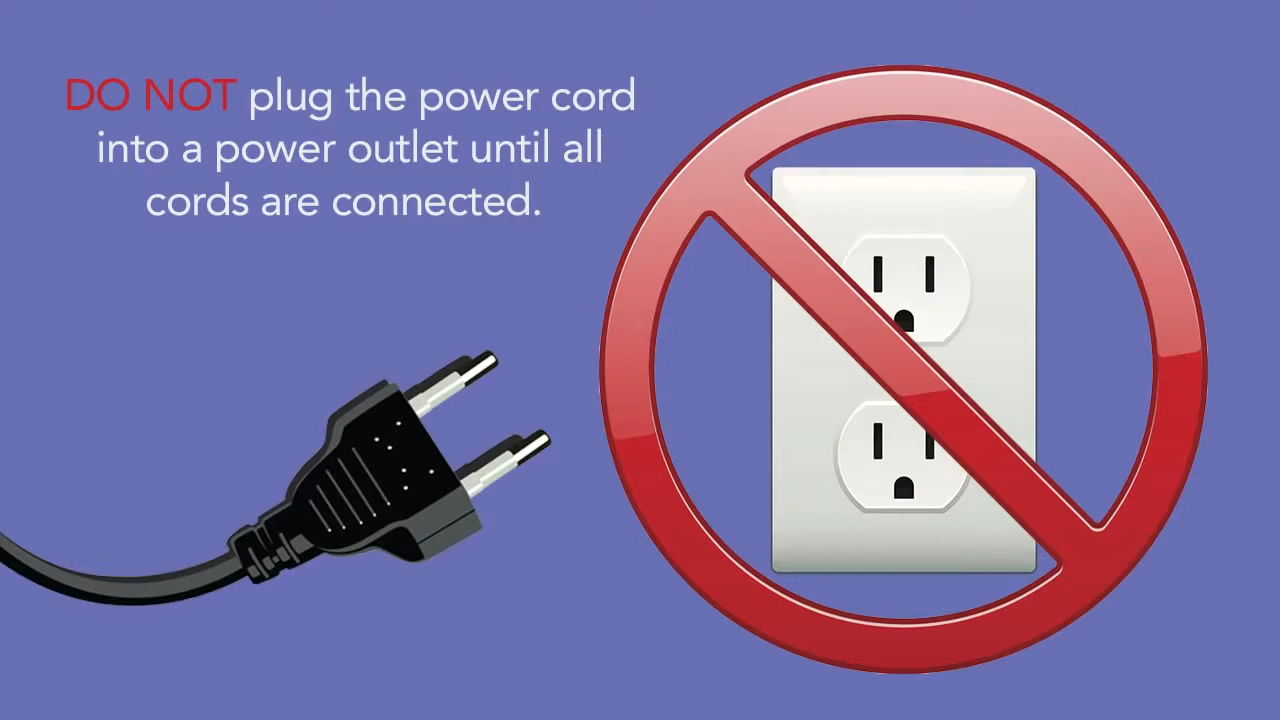 DO NOT plug the power cord
into a power outlet until all
cords are connected.